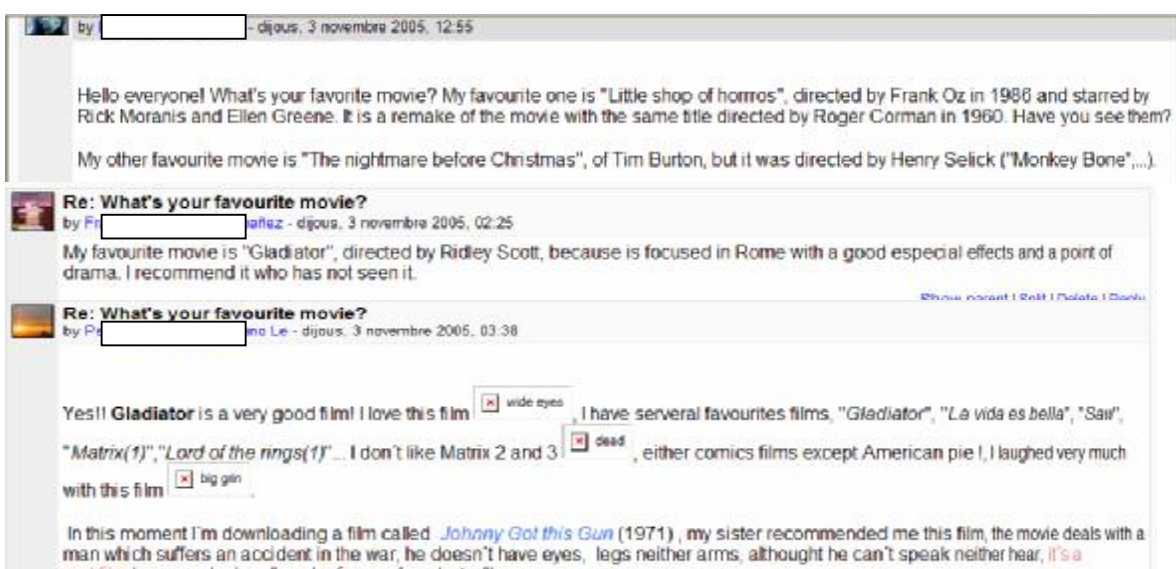 by - dijous, 3 novembre 2005, 12:55
Hello everyone! What's your favorite movie? My favourite one is "Little shop of horrros", directed by Frank Oz in 1986 and starred by
Rick Moranis and Ellen Greene. It is a remake of the movie with the same title directed by Roger Corman in 1960. Have you see them?
My other favourite movie is "The nightmare before Christmas", of Tim Burton, but it was directed by Henry Selick ("Monkey Bone",...).
Re: What's your favourite movie?
by Fr añez - dijous, 3 novembre 2005, 02:25
My favourite movie is "Gladiator", directed by Ridley Scott, because is focused in Rome with a good especial effects and a point of
drama. I recommend it who has not seen it.
Show parent | Split | Delete | Reply
Re: What's your favourite movie?
by Pe no Le - dijous, 3 novembre 2005, 03:38
Yes!! Gladiator is a very good film! I love this film wide eyes , I have serveral favourites films, "Gladiator", "La vida es bella", "Saw",
"Matrix(1)","Lord of the rings(1)"... I don't like Matrix 2 and 3 dead , either comics films except American pie !, I laughed very much
with this film big grin .
In this moment I'm downloading a film called Johnny Got this Gun (1971) , my sister recommended me this film, the movie deals with a
man which suffers an accident in the war, he doesn't have eyes, legs neither arms, althought he can't speak neither hear, it's a